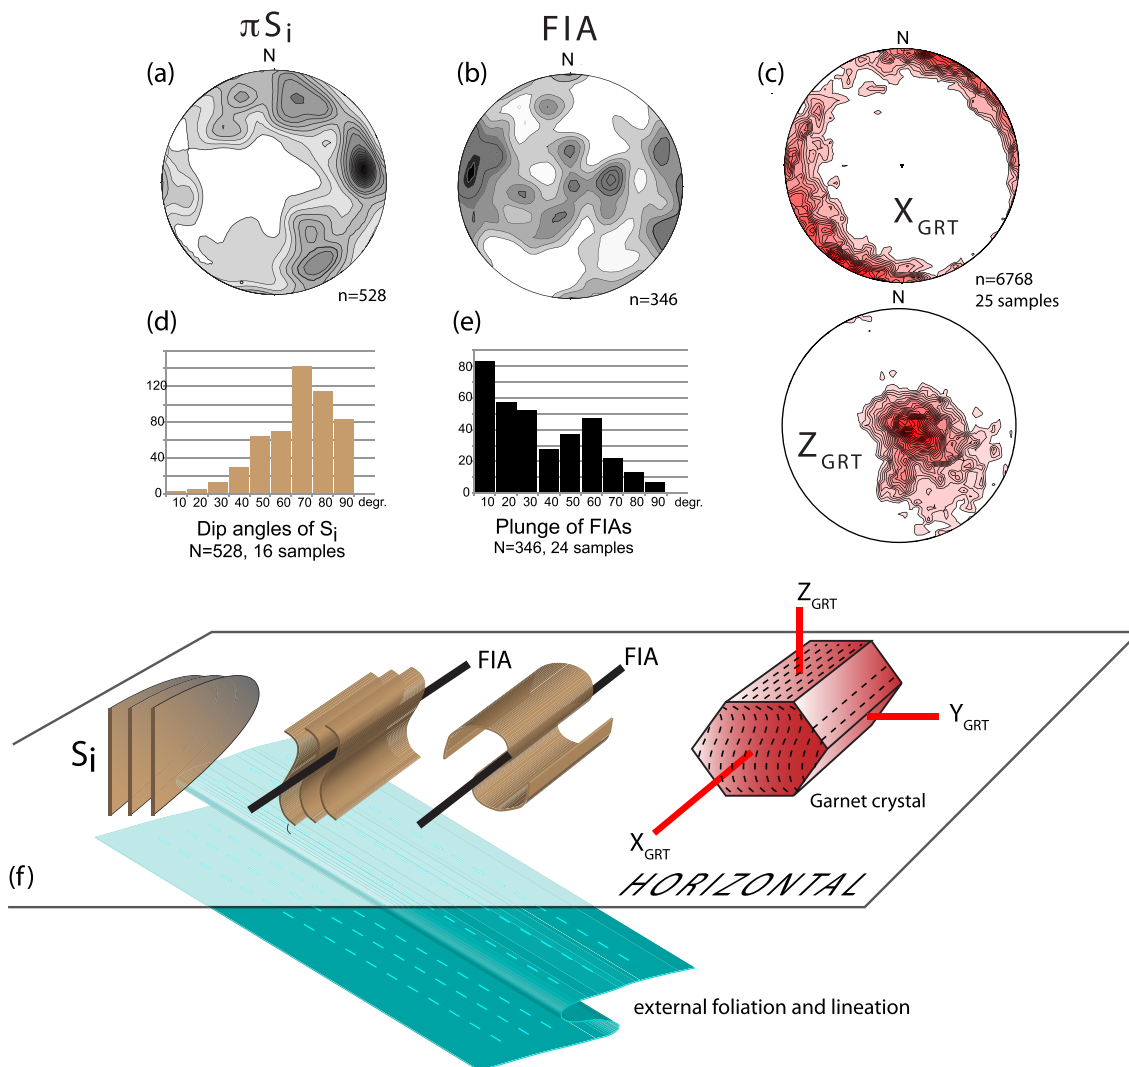 πSi
FIA
(a)
N
(b)
N
(c)
N
XGRT
n=528
n=346
n=6768
25 samples
N
ZGRT
(d)
120
80
40
0
10 20 30 40 50 60 70 80 90 degr.
Dip angles of Si
N=528, 16 samples
(e)
80
60
40
20
0
10 20 30 40 50 60 70 80 90 degr.
Plunge of FIAs
N=346, 24 samples
ZGRT
FIA
FIA
Si
YGRT
Garnet crystal
XGRT
(f)
HORIZONTAL
external foliation and lineation